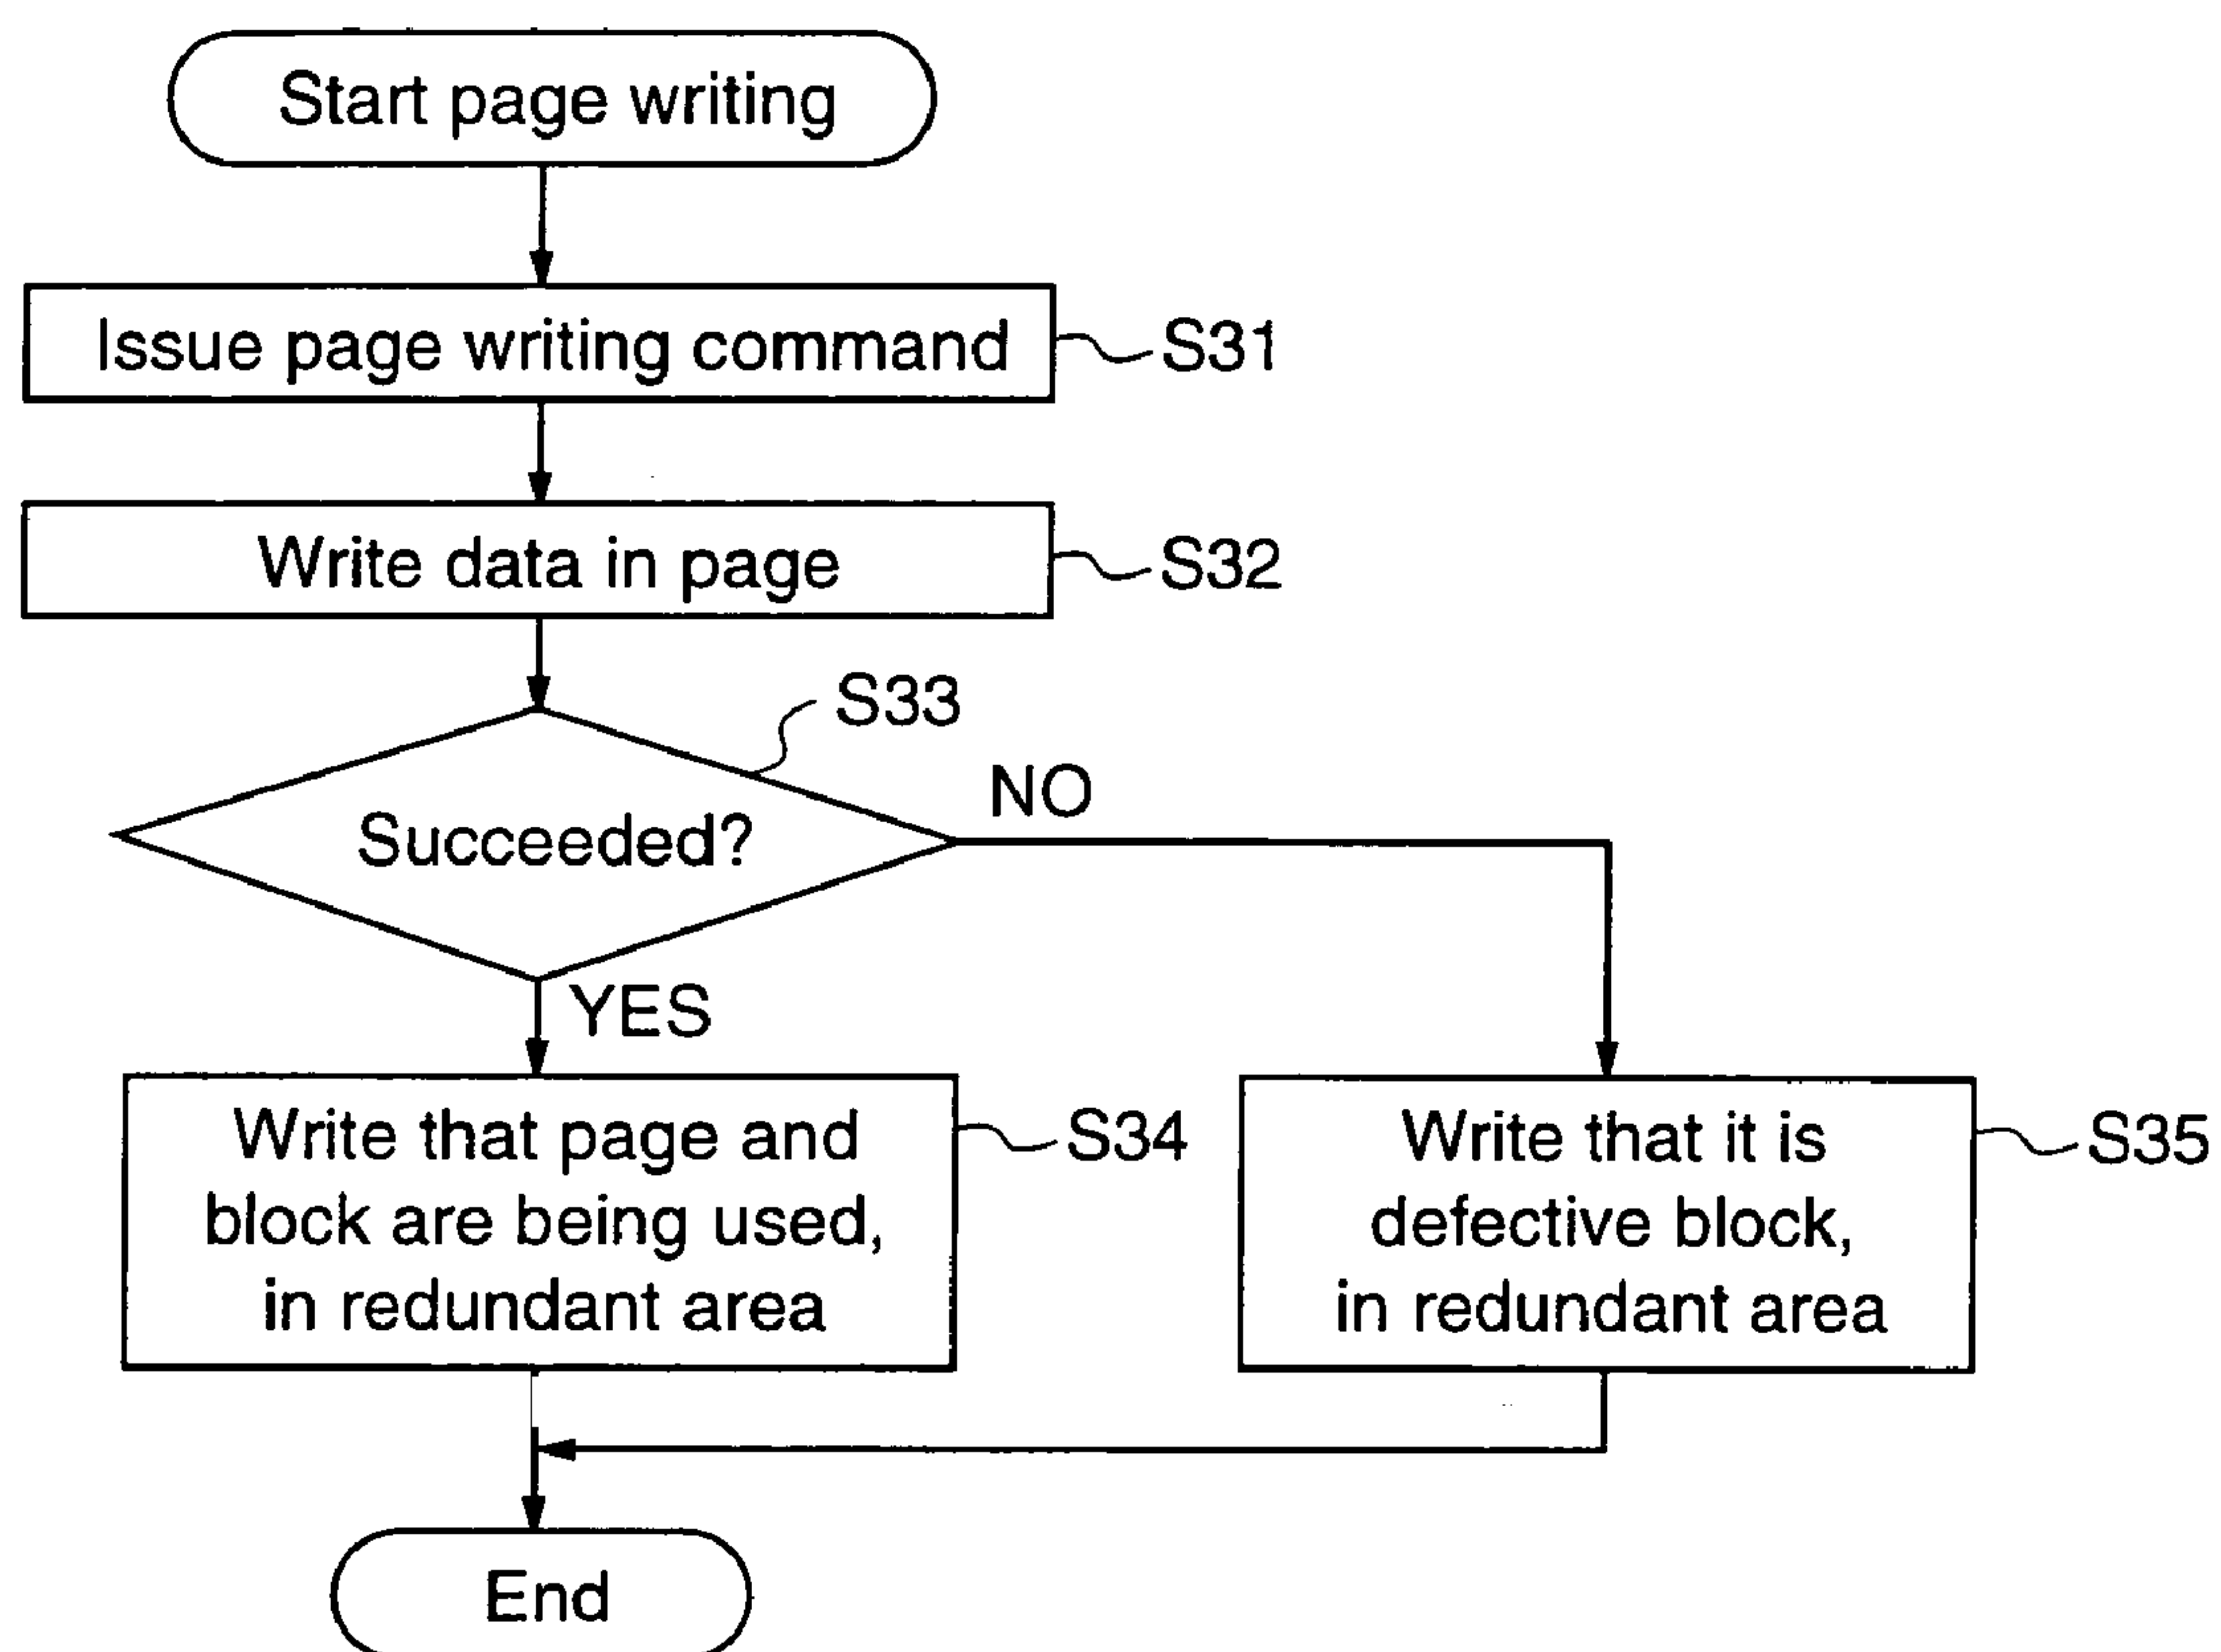 Start page writing
Issue page writing command
S31
Write data in page
S32
S33
Succeeded?
NO
YES
Write that page and
block are being used,
in redundant area
S34
Write that it is
defective block,
in redundant area
S35
End